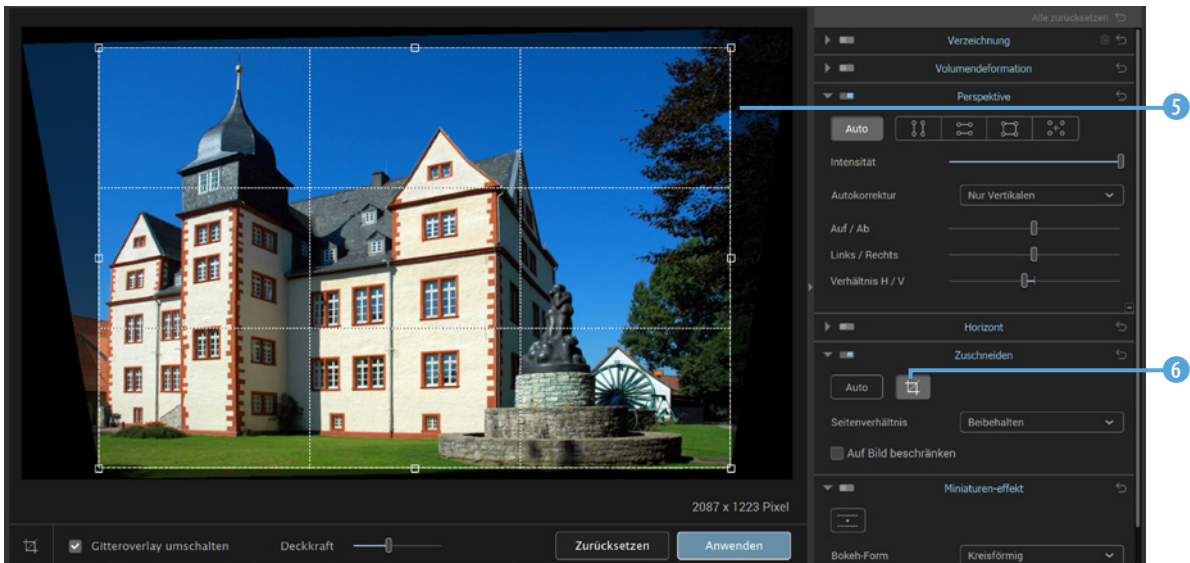 Alle zurücksetzen
Verzeichnung
Volumendeformation
Perspektive
5
Auto
Intensität
Autokorrektur Nur Vertikalen
Auf / Ab
Links / Rechts
Verhältnis H / V
Horizont
Zuschneiden
6
Auto
Seitenverhältnis Beibehalten
Auf Bild beschränken
Miniaturen-effekt
2087 x 1223 Pixel
Gitteroverlay umschalten Deckkraft Zurücksetzen Anwenden
Bokeh-Form Kreisförmig